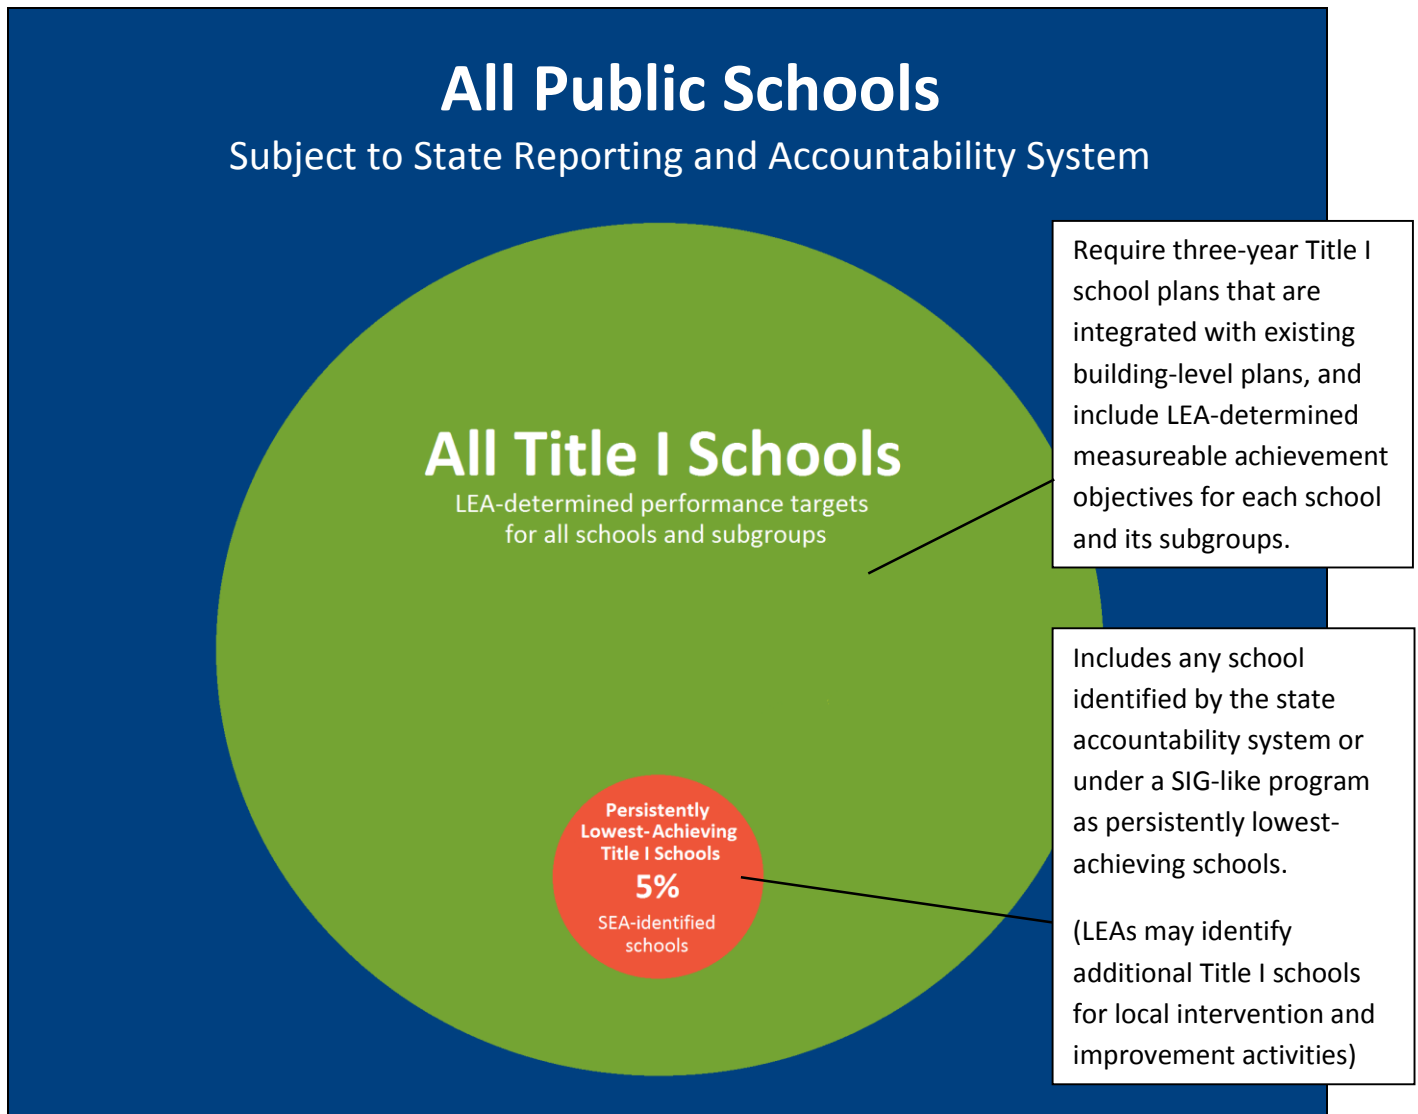 All Public Schools
Subject to State Reporting and Accountability System
Require three-year Title I
school plans that are
integrated with existing
building-level plans, and
include LEA-determined
measureable achievement
objectives for each school
and its subgroups.
All Title I Schools
LEA-determined performance targets
for all schools and subgroups
Includes any school
identified by the state
accountability system or
under a SIG-like program
as persistently lowest-
achieving schools.
(LEAs may identify
additional Title I schools
for local intervention and
improvement activities)
Persistently
Lowest-Achieving
Title I Schools
5%
SEA-identified
schools